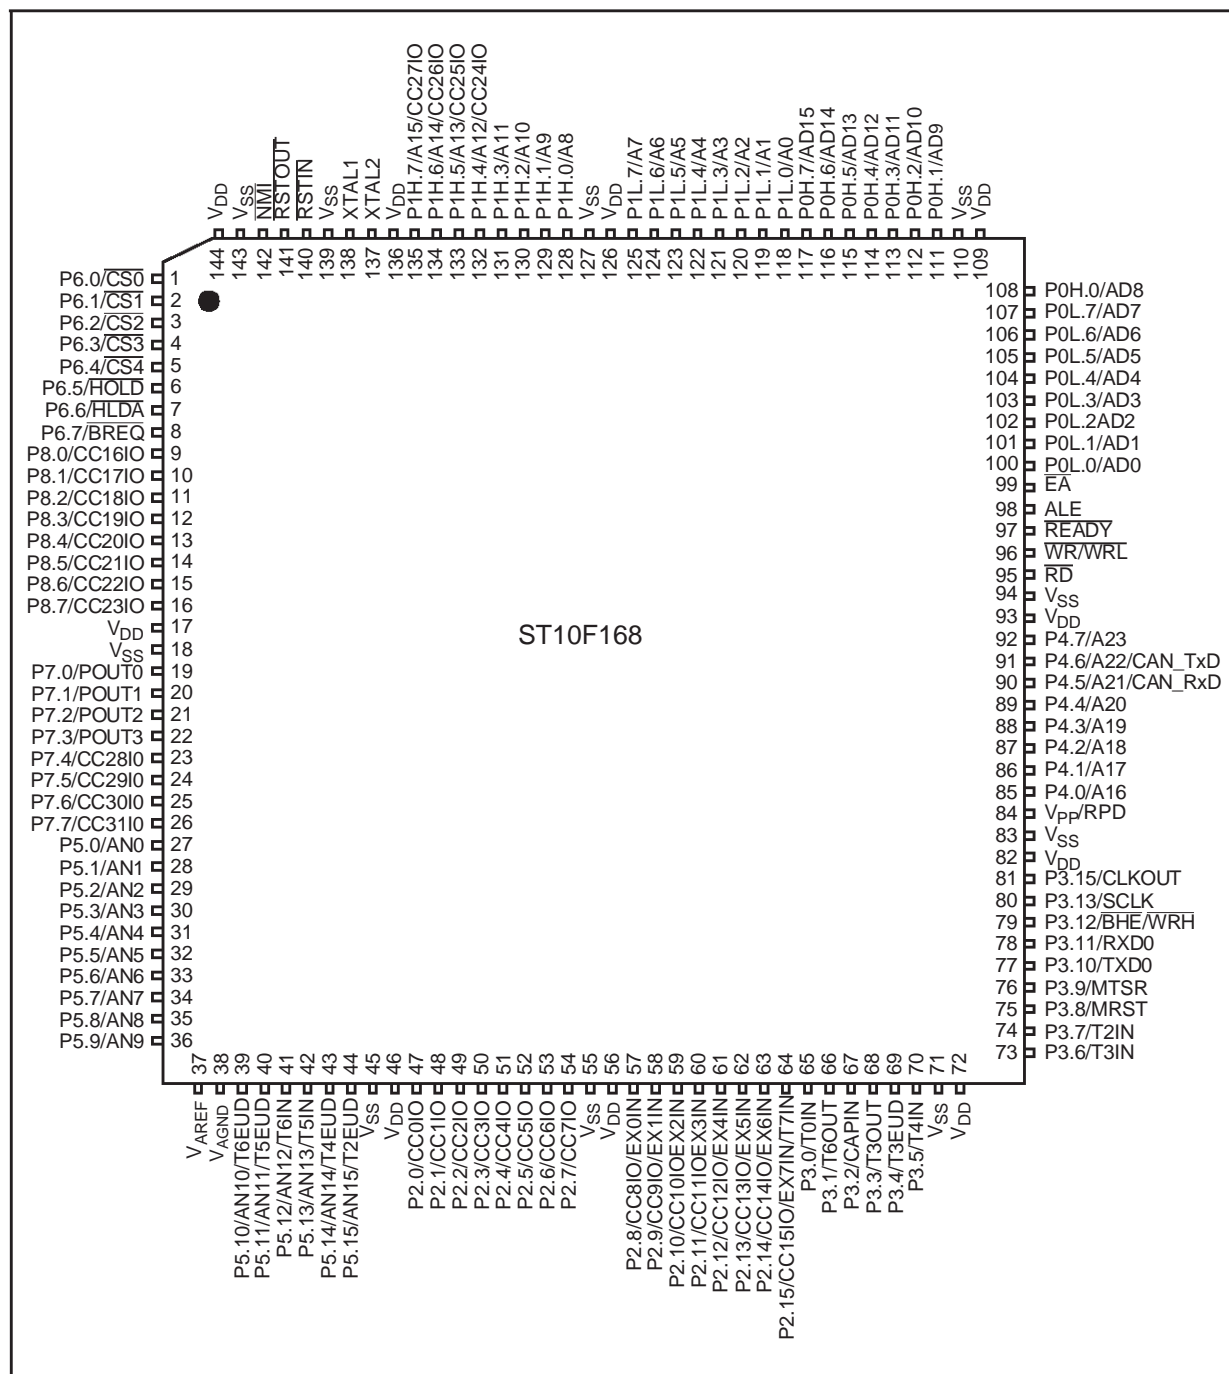 V_DD
V_SS
NMI
RSTOUT
RSTIN
V_SS
XTAL1
XTAL2
V_DD
P1H.7/A15/CC27IO
P1H.6/A14/CC26IO
P1H.5/A13/CC25IO
P1H.4/A12/CC24IO
P1H.3/A11
P1H.2/A10
P1H.1/A9
P1H.0/A8
V_SS
V_DD
P1L.7/A7
P1L.6/A6
P1L.5/A5
P1L.4/A4
P1L.3/A3
P1L.2/A2
P1L.1/A1
P1L.0/A0
P0H.7/AD15
P0H.6/AD14
P0H.5/AD13
P0H.4/AD12
P0H.3/AD11
P0H.2/AD10
P0H.1/AD9
V_SS
V_DD
144
143
142
141
140
139
138
137
136
135
134
133
132
131
130
129
128
127
126
125
124
123
122
121
120
119
118
117
116
115
114
113
112
111
110
109
P6.0/CS0 1
P6.1/CS1 2
P6.2/CS2 3
P6.3/CS3 4
P6.4/CS4 5
P6.5/HOLD 6
P6.6/HLDA 7
P6.7/BREQ 8
P8.0/CC16IO 9
P8.1/CC17IO 10
P8.2/CC18IO 11
P8.3/CC19IO 12
P8.4/CC20IO 13
P8.5/CC21IO 14
P8.6/CC22IO 15
P8.7/CC23IO 16
V_DD 17
V_SS 18
P7.0/POUT0 19
P7.1/POUT1 20
P7.2/POUT2 21
P7.3/POUT3 22
P7.4/CC28I0 23
P7.5/CC29I0 24
P7.6/CC30I0 25
P7.7/CC31I0 26
P5.0/AN0 27
P5.1/AN1 28
P5.2/AN2 29
P5.3/AN3 30
P5.4/AN4 31
P5.5/AN5 32
P5.6/AN6 33
P5.7/AN7 34
P5.8/AN8 35
P5.9/AN9 36
ST10F168
108 P0H.0/AD8
107 P0L.7/AD7
106 P0L.6/AD6
105 P0L.5/AD5
104 P0L.4/AD4
103 P0L.3/AD3
102 P0L.2AD2
101 P0L.1/AD1
100 P0L.0/AD0
99 EA
98 ALE
97 READY
96 WR/WRL
95 RD
94 V_SS
93 V_DD
92 P4.7/A23
91 P4.6/A22/CAN_TxD
90 P4.5/A21/CAN_RxD
89 P4.4/A20
88 P4.3/A19
87 P4.2/A18
86 P4.1/A17
85 P4.0/A16
84 V_PP/RPD
83 V_SS
82 V_DD
81 P3.15/CLKOUT
80 P3.13/SCLK
79 P3.12/BHE/WRH
78 P3.11/RXD0
77 P3.10/TXD0
76 P3.9/MTSR
75 P3.8/MRST
74 P3.7/T2IN
73 P3.6/T3IN
37
38
39
40
41
42
43
44
45
46
47
48
49
50
51
52
53
54
55
56
57
58
59
60
61
62
63
64
65
66
67
68
69
70
71
72
V_AREF
V_AGND
P5.10/AN10/T6EUD
P5.11/AN11/T5EUD
P5.12/AN12/T6IN
P5.13/AN13/T5IN
P5.14/AN14/T4EUD
P5.15/AN15/T2EUD
V_SS
V_DD
P2.0/CC0IO
P2.1/CC1IO
P2.2/CC2IO
P2.3/CC3IO
P2.4/CC4IO
P2.5/CC5IO
P2.6/CC6IO
P2.7/CC7IO
V_SS
V_DD
P2.8/CC8IO/EX0IN
P2.9/CC9IO/EX1IN
P2.10/CC10IOEX2IN
P2.11/CC11IOEX3IN
P2.12/CC12IO/EX4IN
P2.13/CC13IO/EX5IN
P2.14/CC14IO/EX6IN
P2.15/CC15IO/EX7IN/T7IN
P3.0/T0IN
P3.1/T6OUT
P3.2/CAPIN
P3.3/T3OUT
P3.4/T3EUD
P3.5/T4IN
V_SS
V_DD